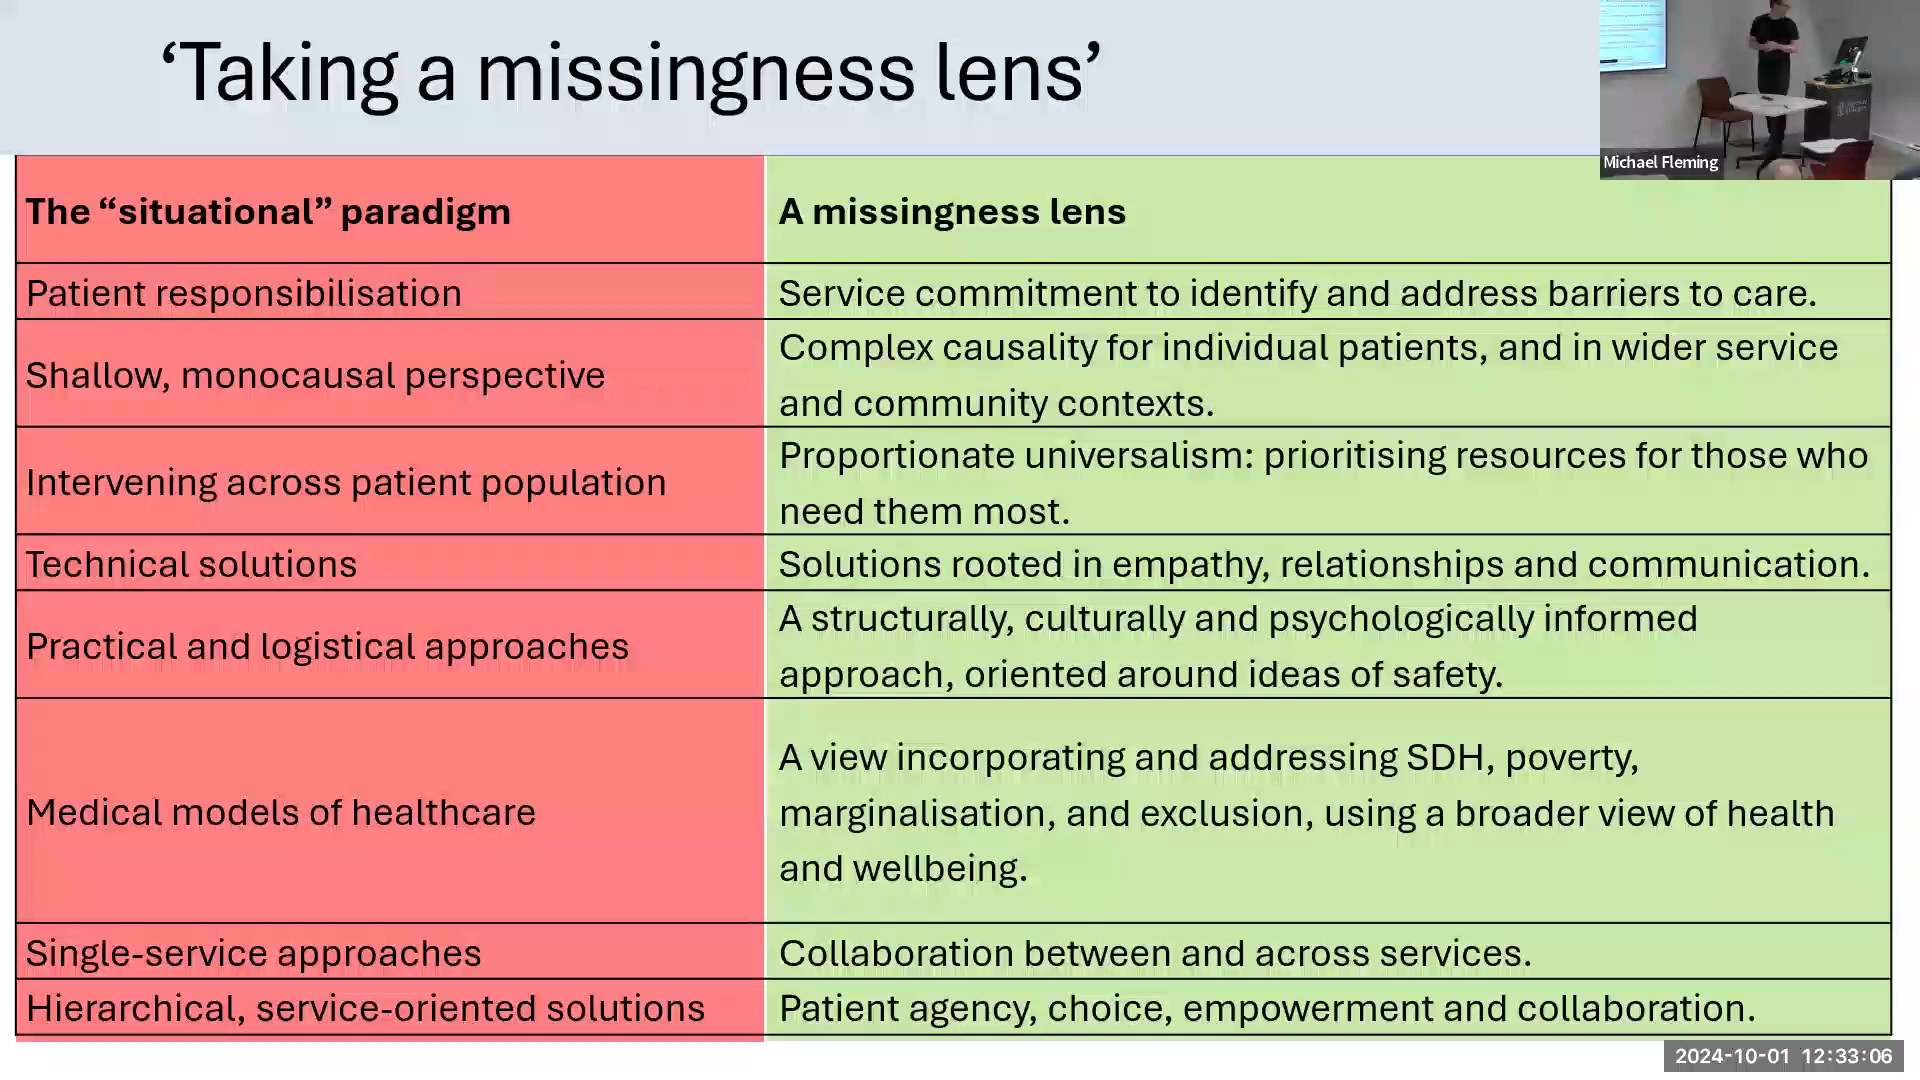 ‘Taking a missingness lens’
Michael Fleming
The “situational” paradigm
A missingness lens
Patient responsibilisation
Service commitment to identify and address barriers to care.
Shallow, monocausal perspective
Complex causality for individual patients, and in wider service
and community contexts.
Intervening across patient population
Proportionate universalism: prioritising resources for those who
need them most.
Technical solutions
Solutions rooted in empathy, relationships and communication.
Practical and logistical approaches
A structurally, culturally and psychologically informed
approach, oriented around ideas of safety.
Medical models of healthcare
A view incorporating and addressing SDH, poverty,
marginalisation, and exclusion, using a broader view of health
and wellbeing.
Single-service approaches
Collaboration between and across services.
Hierarchical, service-oriented solutions
Patient agency, choice, empowerment and collaboration.
2024-10-01 12:33:06